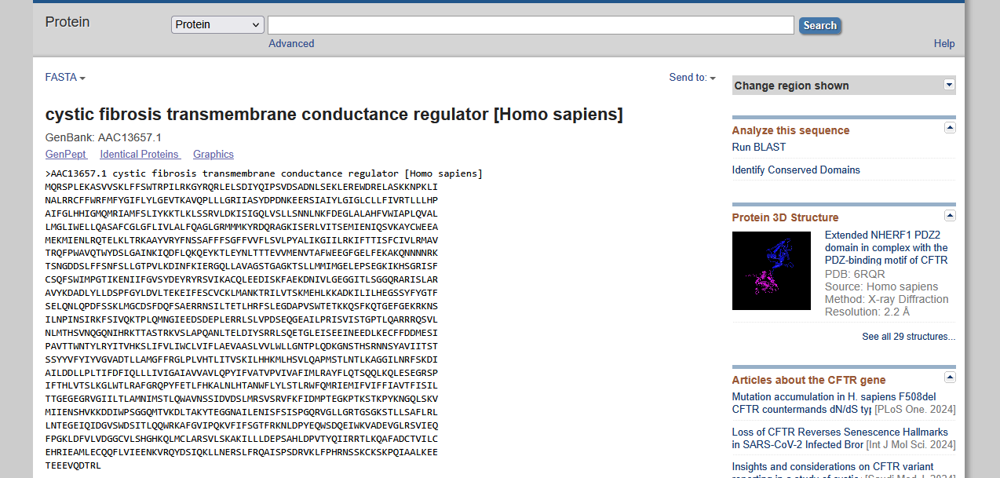 Protein
Protein
Search
Advanced
Help
FASTA
Send to:
cystic fibrosis transmembrane conductance regulator [Homo sapiens]
GenBank: AAC13657.1
GenPept Identical Proteins Graphics
>AAC13657.1 cystic fibrosis transmembrane conductance regulator [Homo sapiens]
MQRSPLEKASVVSKLFFSWTRPILRKGYRQRLELSDIYQIPSVDSADNLSEKLEREWDRELASKKNPKLI
NALRRCFFWRFMFYGIFLYLGEVTKAVQPLLLGRIIASYDPDNKEERSIAIYLGIGLCLLFIVRTLLLHP
AIFGLHHIGMQMRIAMFSLIYKKTLKLSSRVLDKISIGQLVSLLSNNLNKFDEGLALAHFVWIAPLQVAL
LMGLIWELLQASAFCGLGFLIVLALFQAGLGRMMMKYRDQRAGKISERLVITSEMIENIQSVKAYCWEEA
MEKMIENLRQTELKLTRKAAYVRYFNSSAFFFSGFFVVFLSVLPYALIKGIILRKIFTTISFCIVLRMAV
TRQFPWAVQTWYDSLGAINKIQDFLQKQEYKTLEYNLTTTEVVMENVTAFWEEGFGELFEKAKQNNNNRK
TSNGDDSLFFSNFSLLGTPVLKDINFKIERGQLLAVAGSTGAGKTSLLMMIMGELEPSEGKIKHSGRISF
CSQFSWIMPGTIKENIIFGVSYDEYRYRSVIKACQLEEDISKFAEKDNIVLGEGGITLSGGQRARISLAR
AVYKDADLYLLDSPFGYLDVLTEKEIFESCVCKLMANKTRILVTSKMEHLKKADKILILHEGSSYFYGTF
SELQNLQPDFSSKLMGCDSFDQFSAERRNSILTETLHRFSLEGDAPVSWTETKKQSFKQTGEFGEKRKNS
ILNPINSIRKFSIVQKTPLQMNGIEEDSDEPLERRLSLVPDSEQGEAILPRISVISTGPTLQARRRQSVL
NLMTHSVNQGQNIHRKTTASTRKVSLAPQANLTELDIYSRRLSQETGLEISEEINEEDLKECFFDDMESI
PAVTTWNTYLRYITVHKSLIFVLIWCLVIFLAEVAASLVVLWLLGNTPLQDKGNSTHSRNNSYAVIITST
SSYYVFYIYVGVADTLLAMGFFRGLPLVHTLITVSKILHHKMLHSVLQAPMSTLNTLKAGGILNRFSKDI
AILDDLLPLTIFDFIQLLLIVIGAIAVVAVLQPYIFVATVPVIVAFIMLRAYFLQTSQQLKQLESEGRSP
IFTHLVTSLKGLWTLRAFGRQPYFETLFHKALNLHTANWFLYLSTLRWFQMRIEMIFVIFFIAVTFISIL
TTGEGEGRVGIILTLAMNIMSTLQWAVNSSIDVDSLMRSVSRVFKFIDMPTEGKPTKSTKPYKNGQLSKV
MIIENSHVKKDDIWPSGGQMTVKDLTAKYTEGGNAILENISFSISPGQRVGLLGRTGSGKSTLLSAFLRL
LNTEGEIQIDGVSWDSITLQQWRKAFGVIPQKVFIFSGTFRKNLDPYEQWSDQEIWKVADEVGLRSVIEQ
FPGKLDFVLVDGGCVLSHGHKQLMCLARSVLSKAKILLLDEPSAHLDPVTYQIIRRTLKQAFADCTVILC
EHRIEAMLECQQFLVIEENKVRQYDSIQKLLNERSLFRQAISPSDRVKLFPHRNSSKCKSKPQIAALKEE
TEEEVQDTRL
Change region shown
Analyze this sequence
Run BLAST
Identify Conserved Domains
Protein 3D Structure
Extended NHERF1 PDZ2
domain in complex with the
PDZ-binding motif of CFTR
PDB: 6RQR
Source: Homo sapiens
Method: X-ray Diffraction
Resolution: 2.2 Å
See all 29 structures...
Articles about the CFTR gene
Mutation accumulation in H. sapiens F508del
CFTR countermands dN/dS typ [PLoS One. 2024]
Loss of CFTR Reverses Senescence Hallmarks
in SARS-CoV-2 Infected Bron [Int J Mol Sci. 2024]
Insights and considerations on CFTR variant